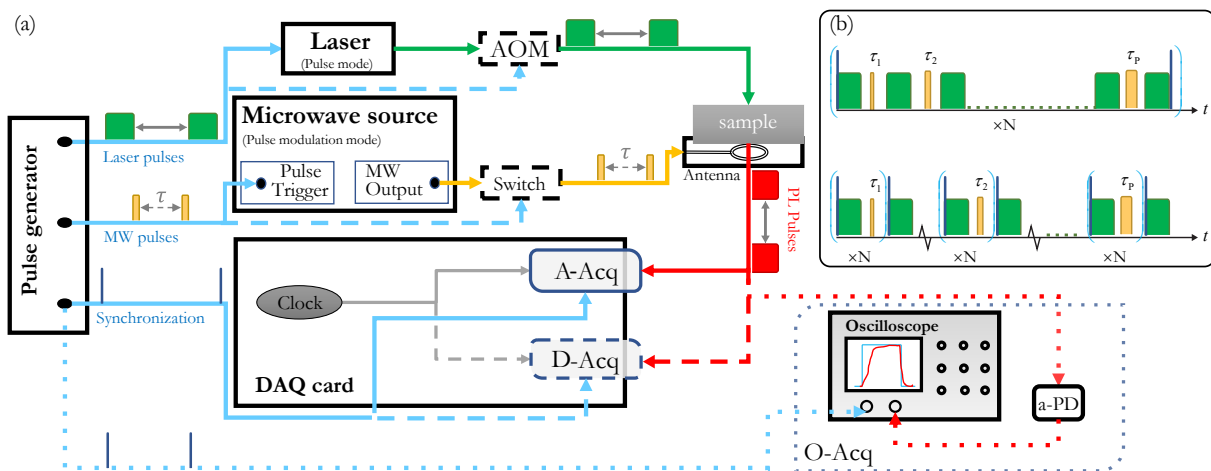 (a)
Laser
(Pulse mode)
AOM
Microwave source
(Pulse modulation mode)
Pulse
Trigger
MW
Output
Switch
τ
sample
Antenna
PL Pulses
Pulse generator
Laser pulses
τ
MW pulses
Synchronization
Clock
A-Acq
D-Acq
DAQ card
Oscilloscope
a-PD
O-Acq
(b)
τ1
τ2
τP
t
×N
τ1
τ2
τP
t
×N
×N
×N